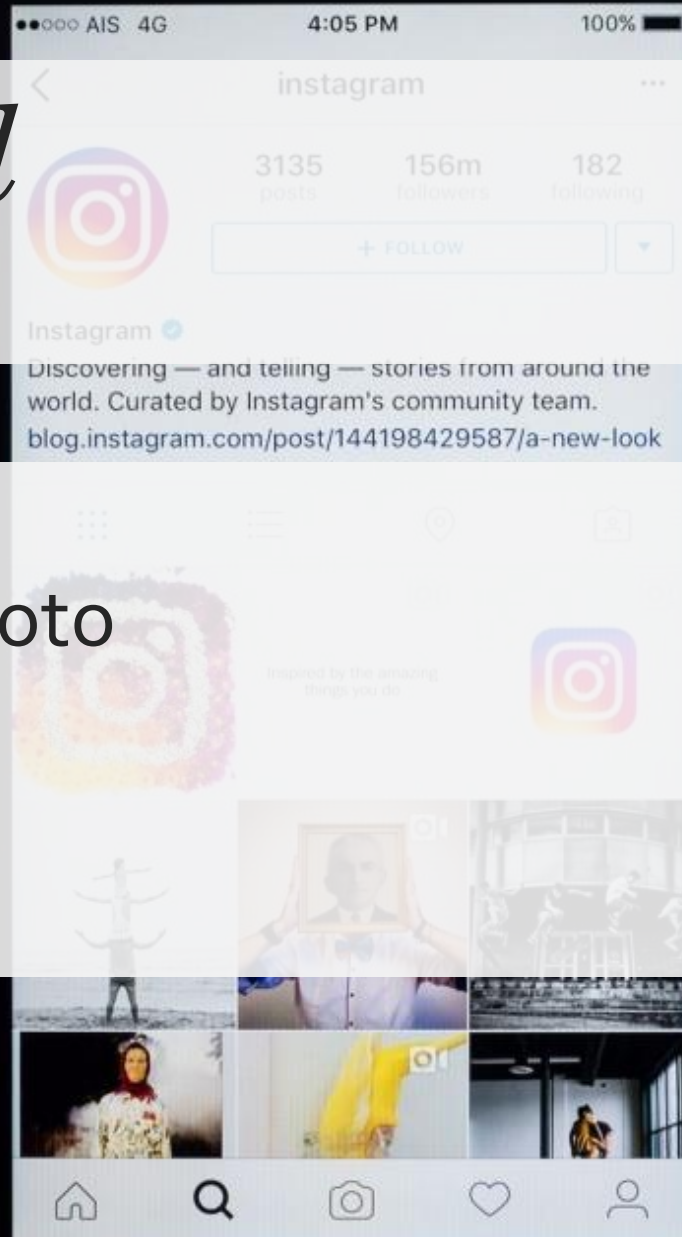 AIS 4G 4:05 PM 100%
instagram
3135 156m 182
posts followers following
+ FOLLOW
Instagram
Discovering — and telling — stories from around the
world. Curated by Instagram's community team.
blog.instagram.com/post/144198429587/a-new-look
oto
Inspired by the amazing
things you do